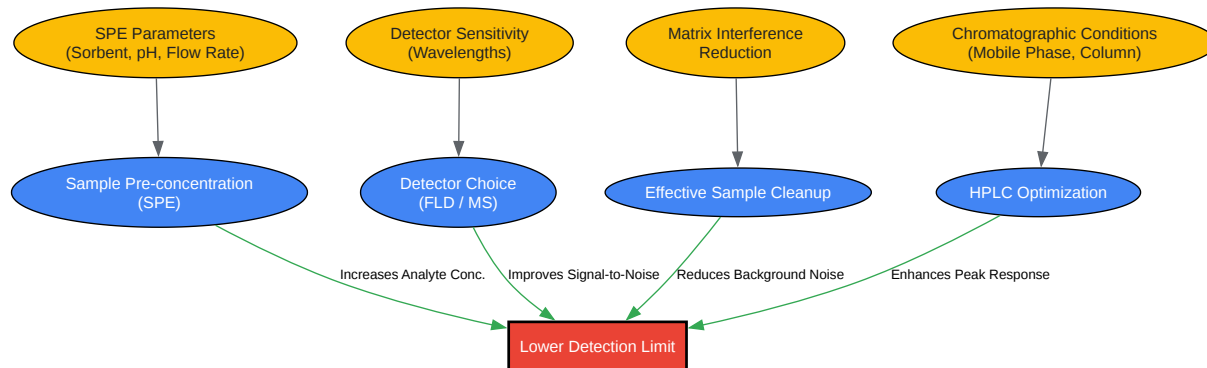 SPE Parameters
(Sorbent, pH, Flow Rate)
Detector Sensitivity
(Wavelengths)
Matrix Interference
Reduction
Chromatographic Conditions
(Mobile Phase, Column)
Sample Pre-concentration
(SPE)
Detector Choice
(FLD / MS)
Effective Sample Cleanup
HPLC Optimization
Increases Analyte Conc.
Improves Signal-to-Noise
Reduces Background Noise
Enhances Peak Response
Lower Detection Limit